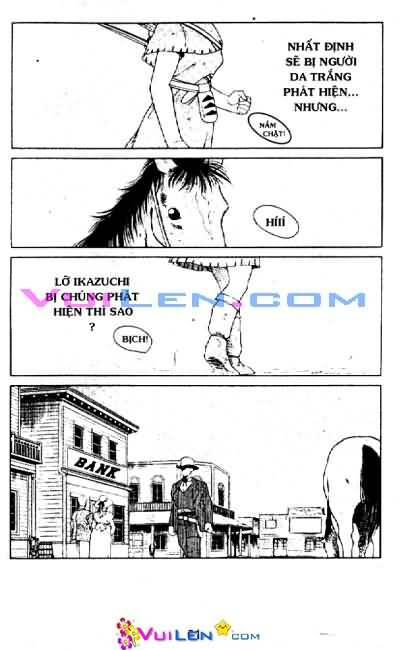 NHẤT ĐỊNH
SẼ BỊ NGƯỜI
DA TRẮNG
PHÁT HIỆN...
NHƯNG...
NẮM
CHẶT!
HÍÍÍ
LỠ IKAZUCHI
BỊ CHÚNG PHÁT
HIỆN THÌ SAO
?
BỊCH!
VUILEN.COM
BANK
VUILEN.COM